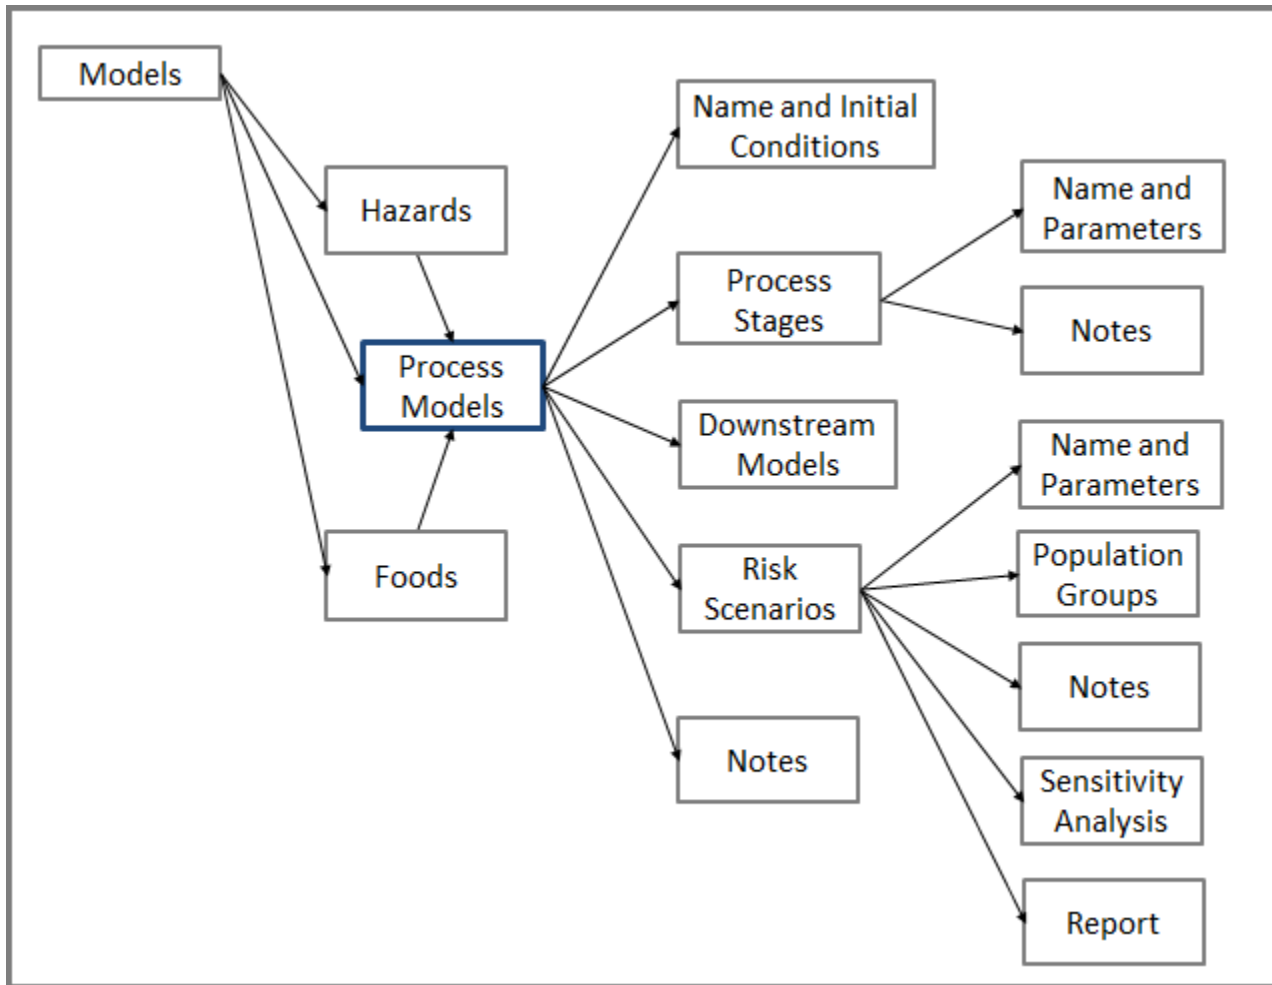 Models
Hazards
Process
Models
Foods
Name and Initial
Conditions
Process
Stages
Downstream
Models
Risk
Scenarios
Notes
Name and
Parameters
Notes
Name and
Parameters
Population
Groups
Notes
Sensitivity
Analysis
Report